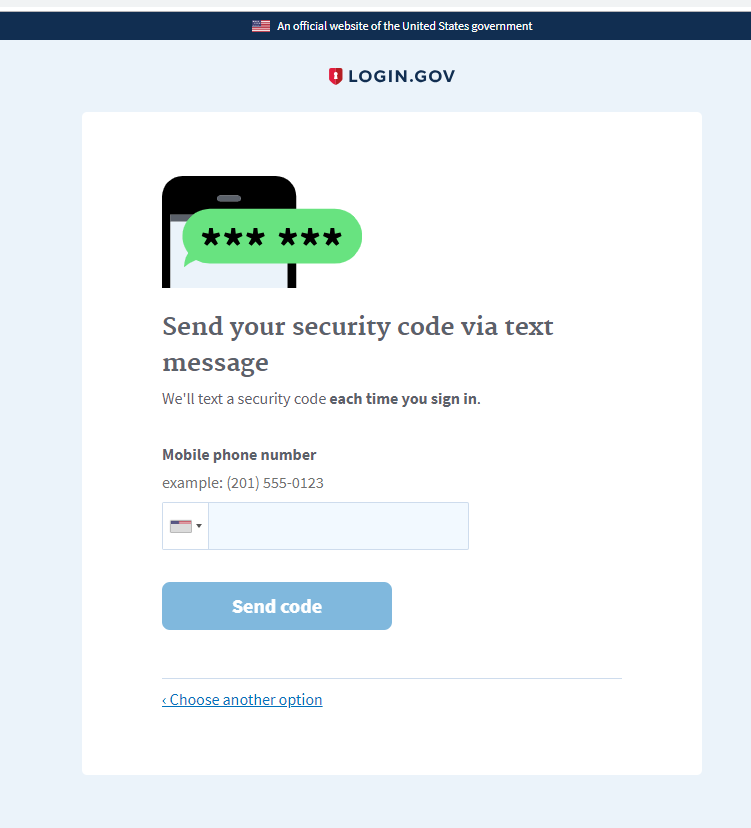 An official website of the United States government
LOGIN.GOV
*** ***
Send your security code via text
message
We'll text a security code each time you sign in.
Mobile phone number
example: (201) 555-0123
Send code
‹ Choose another option